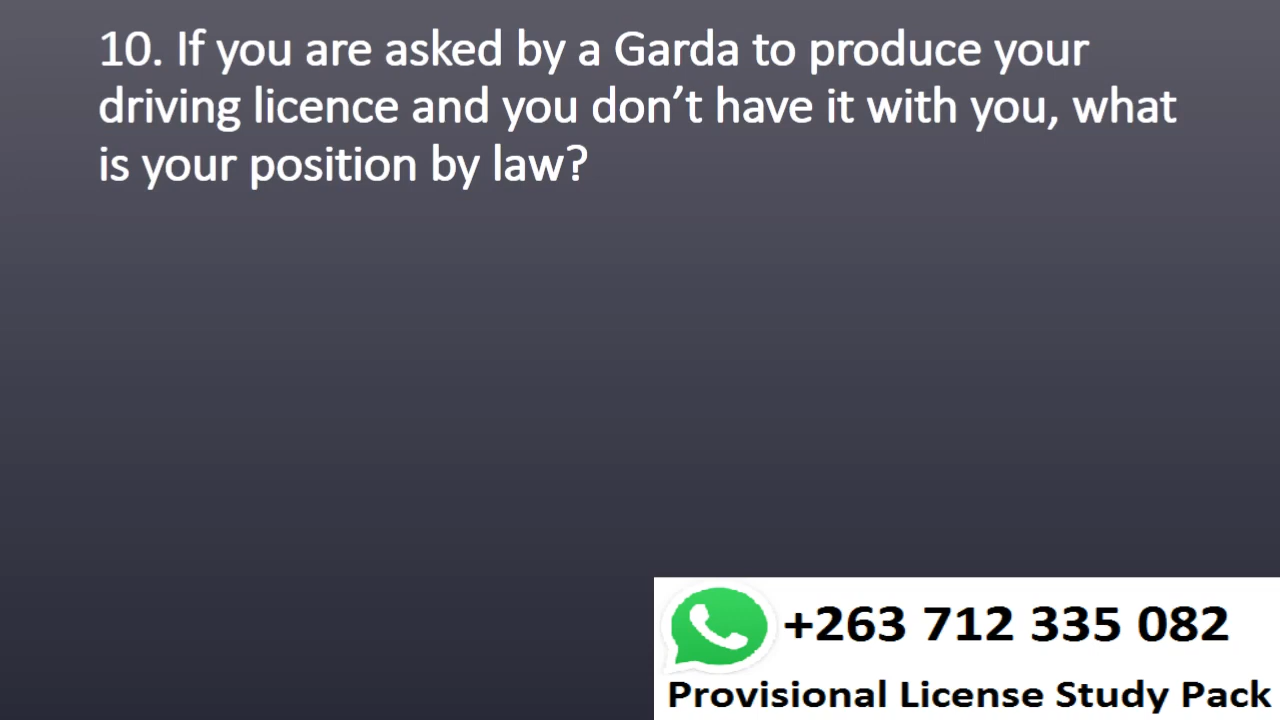 10. If you are asked by a Garda to produce your
driving licence and you don’t have it with you, what
is your position by law?
+263 712 335 082
Provisional License Study Pack